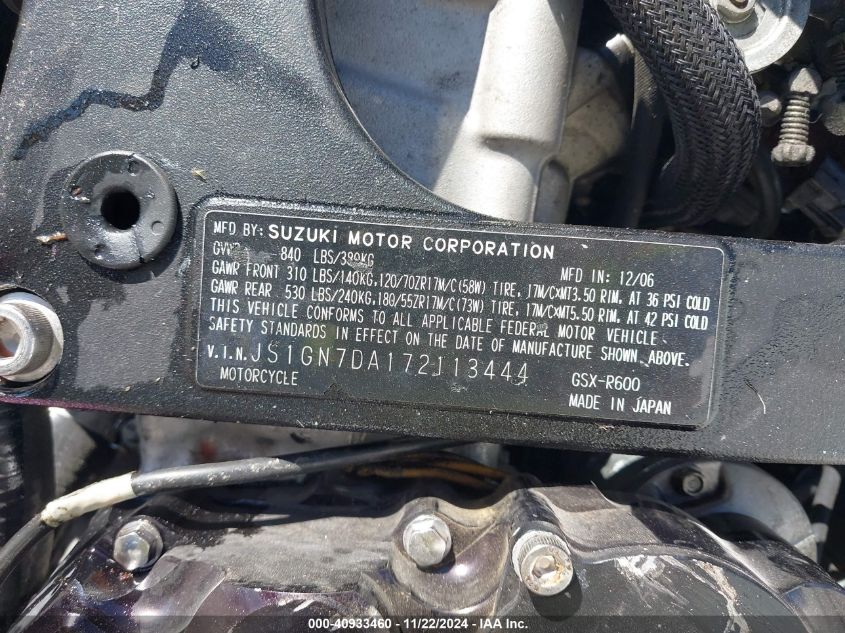 MFD BY: SUZUKI MOTOR CORPORATION
840 LBS/380KG MFD IN: 12/06
GAWR FRONT 310 LBS/140KG,120/70ZR17M/C(58W) TIRE, 17M/C×MT3.50 RIM, AT 36 PSI COLD
GAWR REAR 530 LBS/240KG,180/55ZR17M/C(73W) TIRE, 17M/C×MT5.50 RIM, AT 42 PSI COLD
THIS VEHICLE CONFORMS TO ALL APPLICABLE FEDERAL MOTOR VEHICLE
SAFETY STANDARDS IN EFFECT ON THE DATE OF MANUFACTURE SHOWN ABOVE.
V.I.N. JS1GN7DA172113444
MOTORCYCLE GSX-R600
MADE IN JAPAN
000-40933460 - 11/22/2024 - IAA Inc.